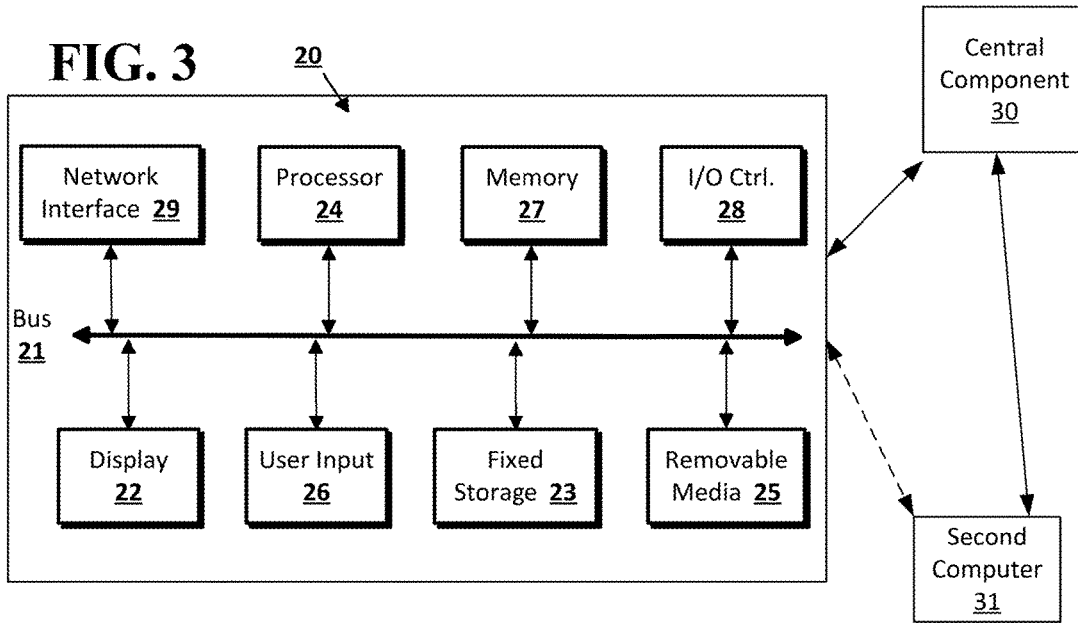 FIG. 3
20
Central
Component
30
Network
Interface 29
Processor
24
Memory
27
I/O Ctrl.
28
Bus
21
Display
22
User Input
26
Fixed
Storage 23
Removable
Media 25
Second
Computer
31